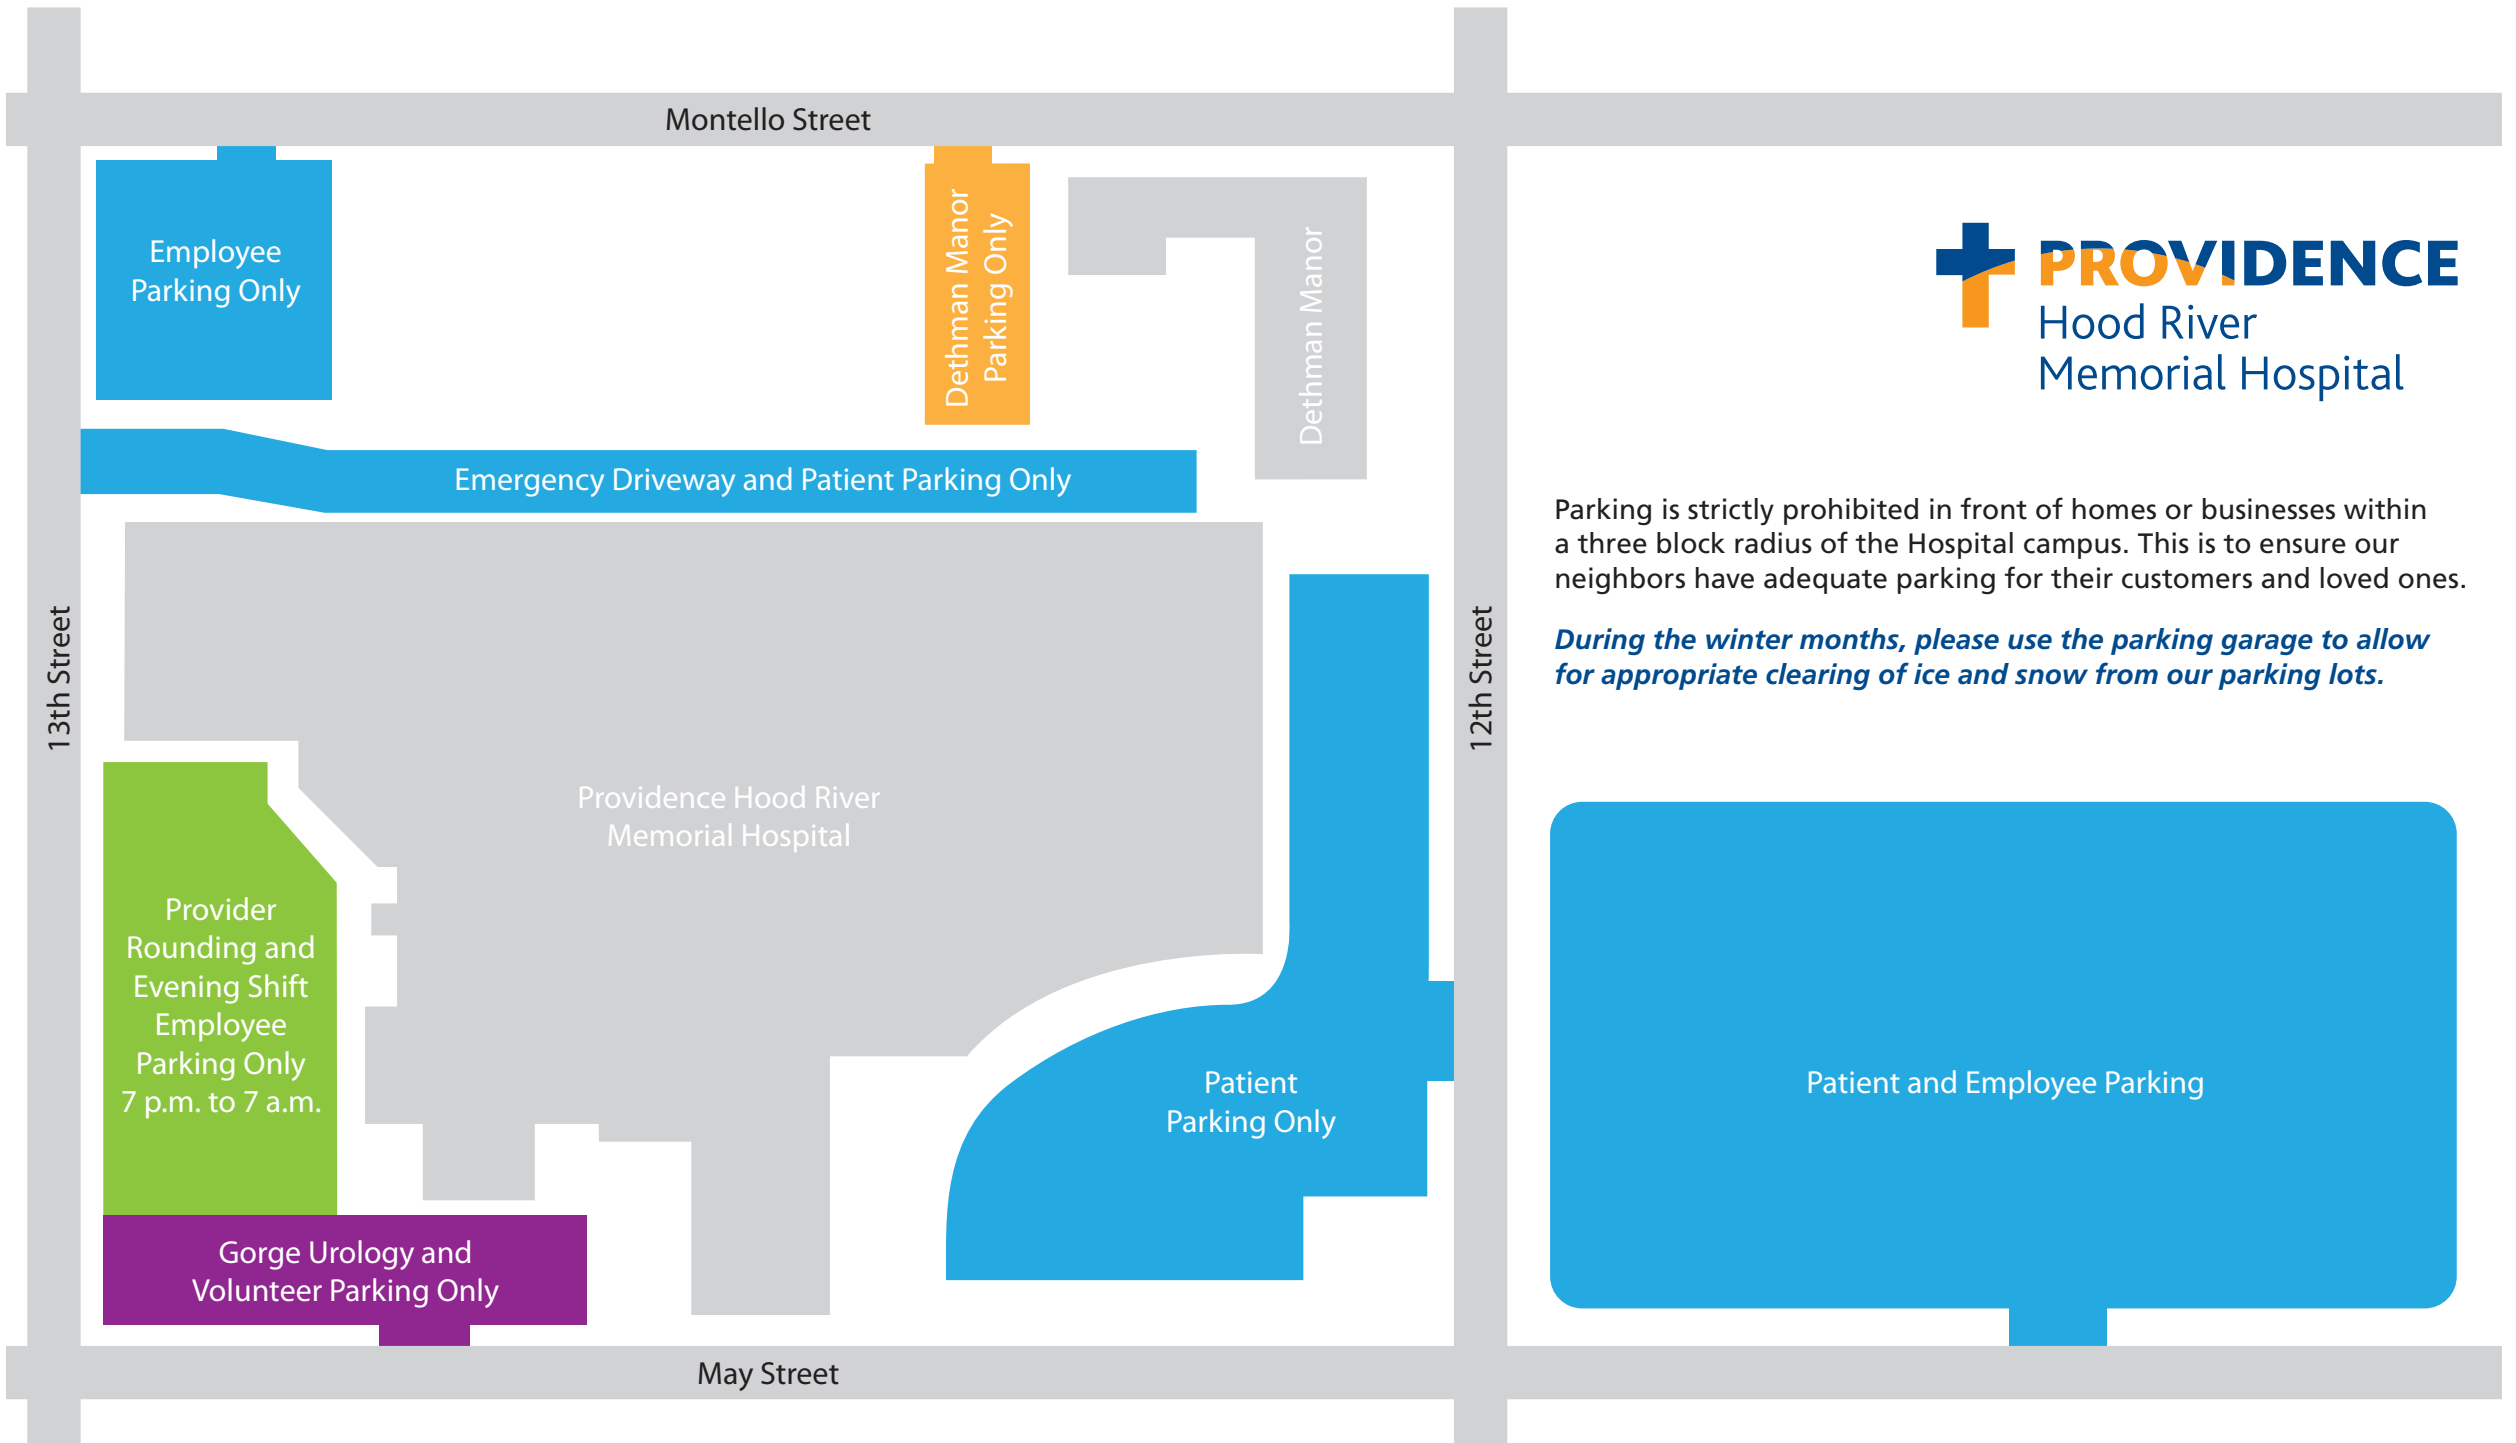 Montello Street
Employee
Parking Only
Dethman Manor
Parking Only
Dethman Manor
PROVIDENCE
Hood River
Memorial Hospital
Emergency Driveway and Patient Parking Only
Parking is strictly prohibited in front of homes or businesses within
a three block radius of the Hospital campus. This is to ensure our
neighbors have adequate parking for their customers and loved ones.
During the winter months, please use the parking garage to allow
for appropriate clearing of ice and snow from our parking lots.
13th Street
12th Street
Providence Hood River
Memorial Hospital
Provider
Rounding and
Evening Shift
Employee
Parking Only
7 p.m. to 7 a.m.
Patient
Parking Only
Patient and Employee Parking
Gorge Urology and
Volunteer Parking Only
May Street